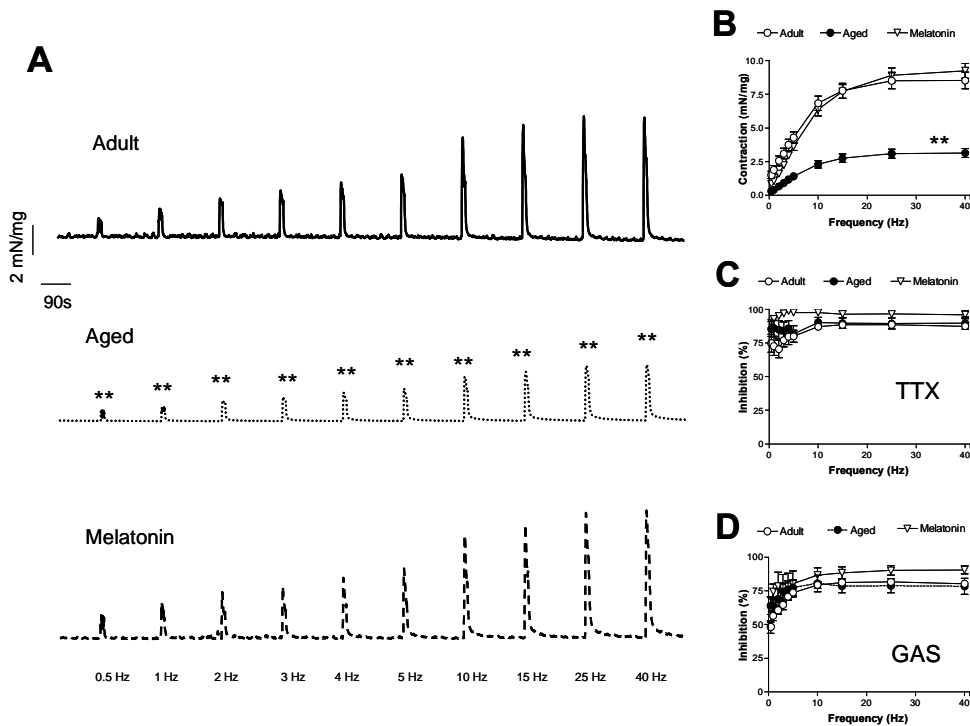 A
Adult
2 mN/mg
90s
Aged
** ** ** ** ** ** ** ** ** **
Melatonin
0.5 Hz 1 Hz 2 Hz 3 Hz 4 Hz 5 Hz 10 Hz 15 Hz 25 Hz 40 Hz
B
Adult Aged Melatonin
Contraction (mN/mg)
10.0
7.5
5.0
2.5
0.0
**
0 10 20 30 40
Frequency (Hz)
C
Adult Aged Melatonin
Inhibition (%)
100
75
50
25
0
TTX
0 10 20 30 40
Frequency (Hz)
D
Adult Aged Melatonin
Inhibition (%)
100
75
50
25
0
GAS
0 10 20 30 40
Frequency (Hz)